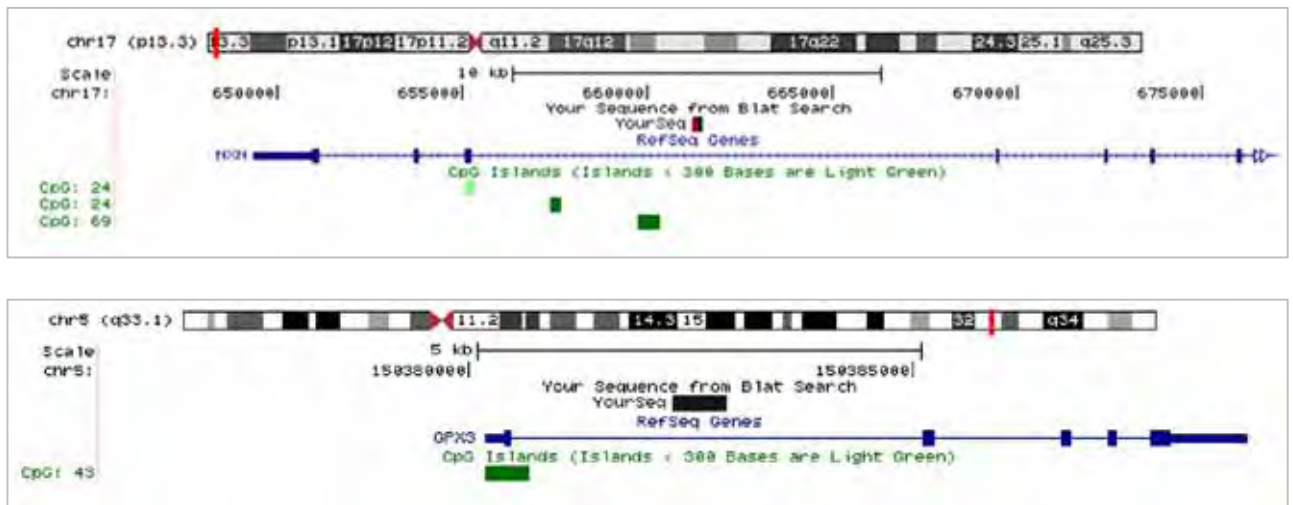 chr17 (p13.3) p13.3 p13.1 17p12 17p11.2 q11.2 17q12 17q22 24.3 25.1 q25.3
Scale 10 kb
chr17: 650000 655000 660000 665000 670000 675000
Your Sequence from Blat Search
YourSeq
RefSeq Genes
NXN
CpG Islands (Islands < 300 Bases are Light Green)
CpG: 24
CpG: 24
CpG: 69
chr5 (q33.1) 11.2 14.3 15 32 q34
Scale 5 kb
chr5: 150380000 150385000
Your Sequence from Blat Search
YourSeq
RefSeq Genes
GPX3
CpG Islands (Islands < 300 Bases are Light Green)
CpG: 43